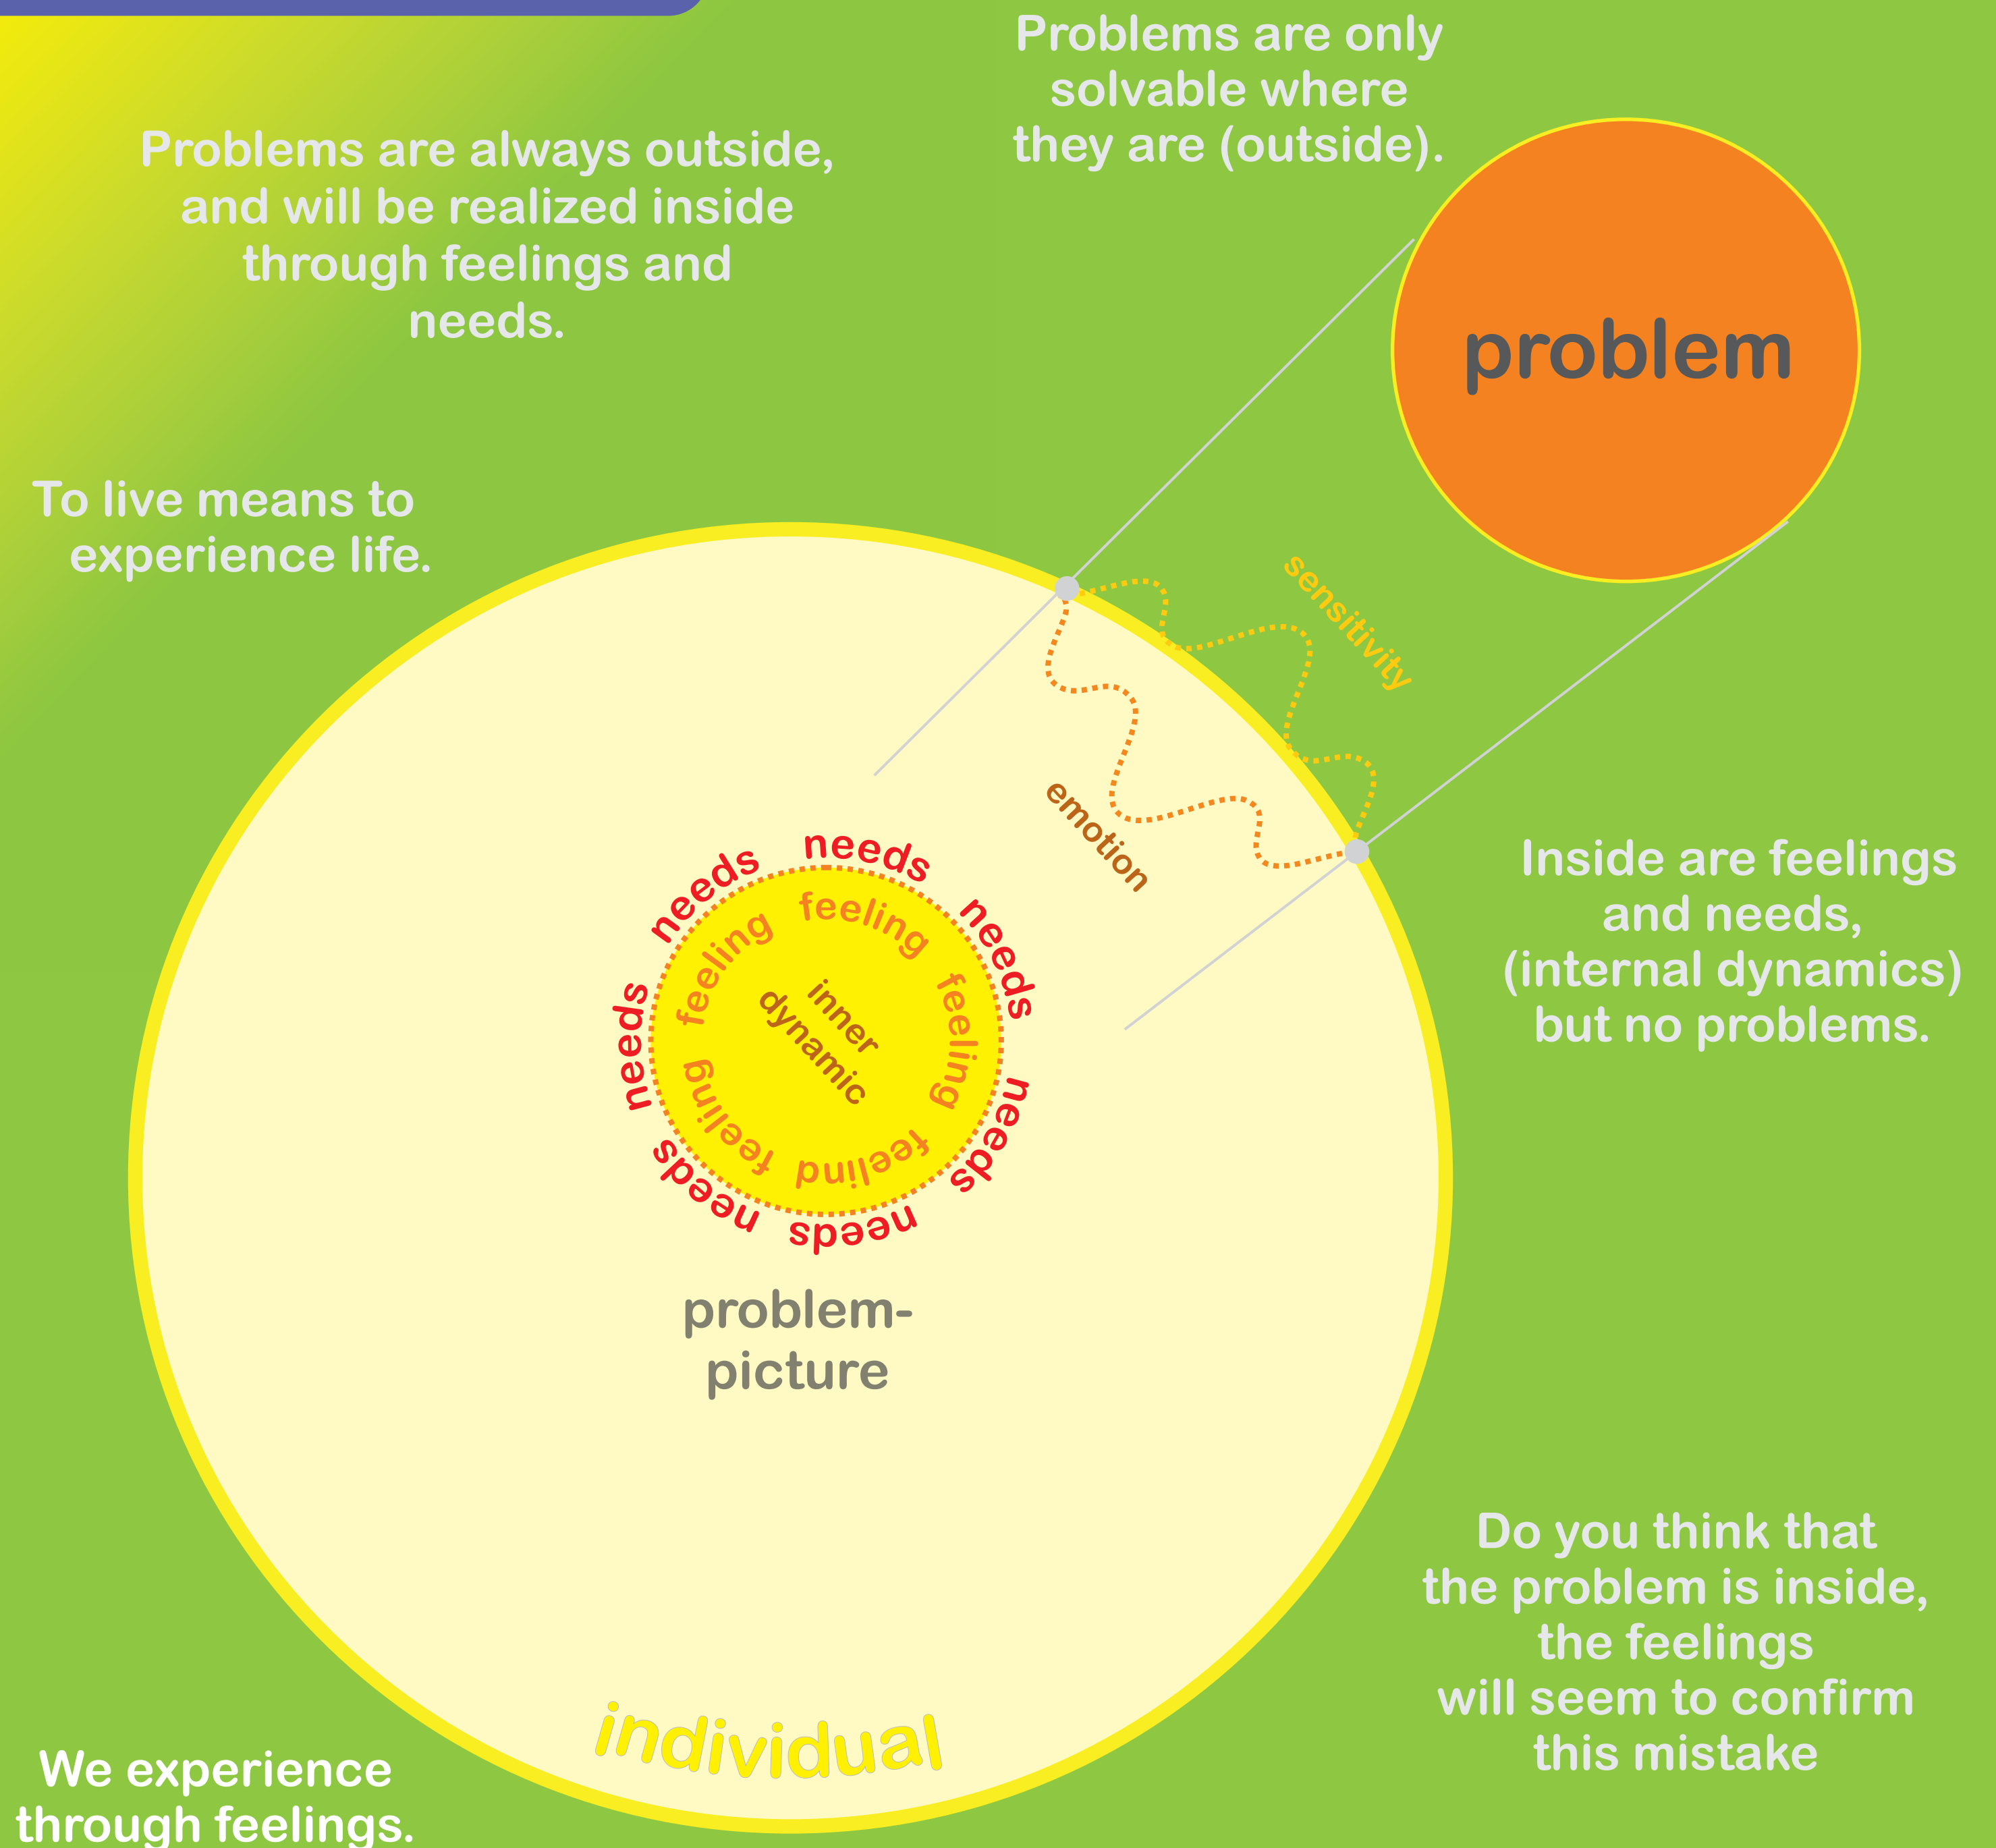 Problems are only
solvable where
they are (outside).
Problems are always outside,
and will be realized inside
through feelings and
needs.
problem
To live means to
experience life.
sensitivity
emotion
Inside are feelings
and needs,
(internal dynamics)
but no problems.
needs
needs
needs
needs
needs
needs
needs
feeling
feeling
feeling
feelind
feeling
inner
dynamic
problem-
picture
Do you think that
the problem is inside,
the feelings
will seem to confirm
this mistake
individual
We experience
through feelings.